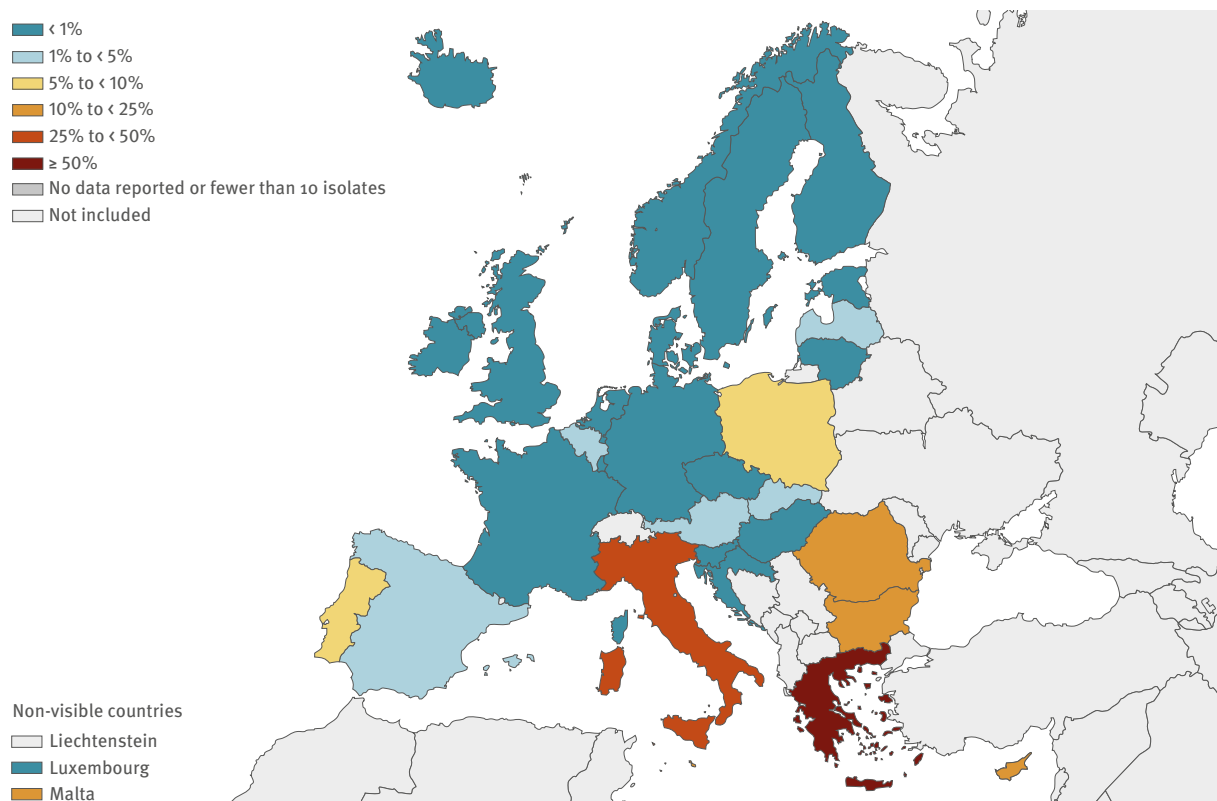 < 1%
1% to < 5%
5% to < 10%
10% to < 25%
25% to < 50%
≥ 50%
No data reported or fewer than 10 isolates
Not included
Non-visible countries
Liechtenstein
Luxembourg
Malta